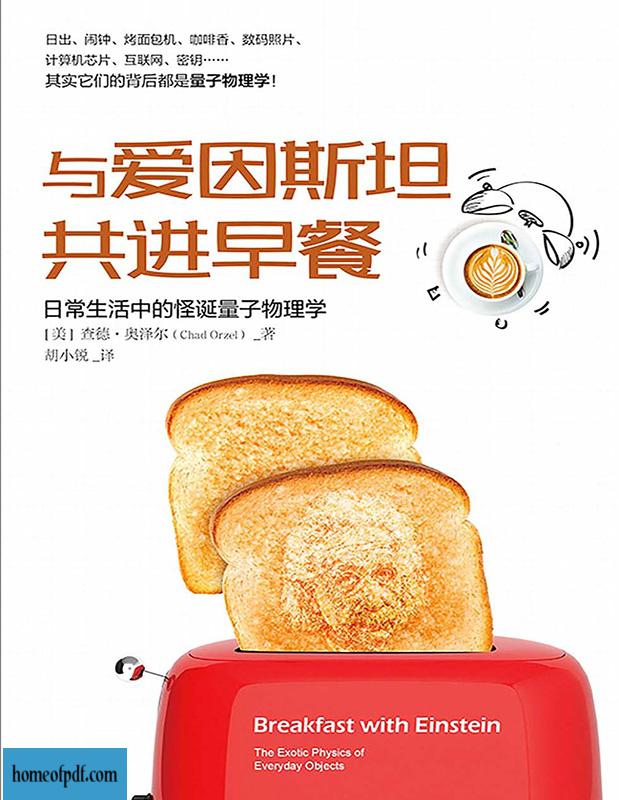 日出、闹钟、烤面包机、咖啡香、数码照片、
计算机芯片、互联网、密钥……
其实它们的背后都是量子物理学！
与爱因斯坦
共进早餐
日常生活中的怪诞量子物理学
［美］查德·奥泽尔（Chad Orzel）_著
胡小锐_译
Breakfast with Einstein
The Exotic Physics of
Everyday Objects
homeofpdf.com